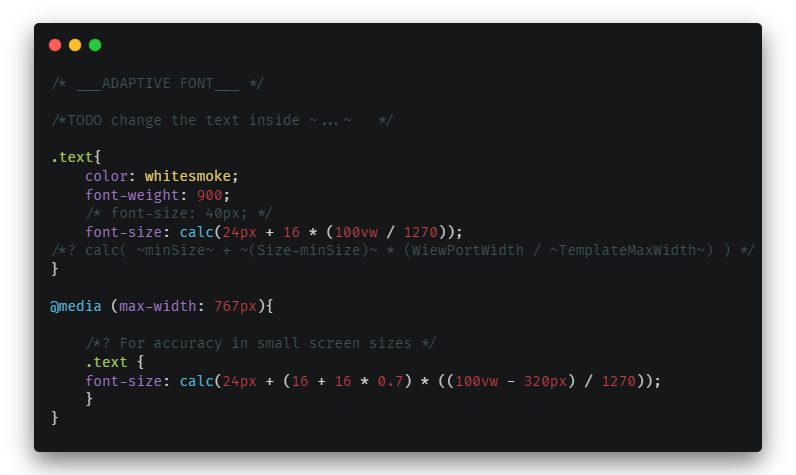 /* ___ADAPTIVE FONT___ */
/*TODO change the text inside ~...~   */
.text{
    color: whitesmoke;
    font-weight: 900;
    /* font-size: 40px; */
    font-size: calc(24px + 16 * (100vw / 1270));
/*? calc( ~minSize~ + ~(Size-minSize)~ * (WiewPortWidth / ~TemplateMaxWidth~) ) */
}
@media (max-width: 767px){
    /*? For accuracy in small screen sizes */
    .text {
    font-size: calc(24px + (16 + 16 * 0.7) * ((100vw - 320px) / 1270));
    }
}